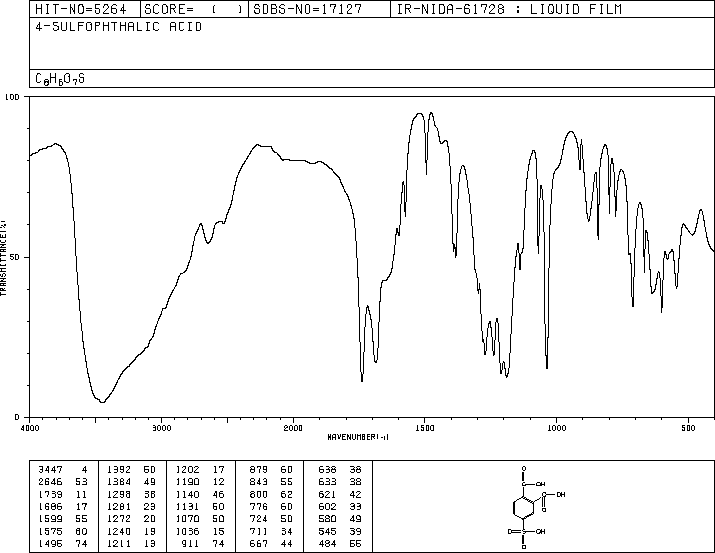 HIT-NO=5264 SCORE= ( ) SDBS-NO=17127 IR-NIDA-61728 : LIQUID FILM
4-SULFOPHTHALIC ACID
C8H6O7S
100
50
0
TRANSMITTANCE(%)
4000 3000 2000 1500 1000 500
WAVENUMBER(-1)
3447 4 1392 50 1202 17 879 60 638 38
2646 53 1384 49 1190 12 843 55 633 38
1739 11 1298 38 1140 46 800 62 621 42
1686 17 1281 23 1131 50 776 60 602 33
1599 55 1272 20 1070 50 724 50 580 49
1575 60 1240 19 1036 15 711 34 545 39
1495 74 1211 13 911 74 667 44 484 55
O
C-OH
C-OH
O
O=S-OH
O